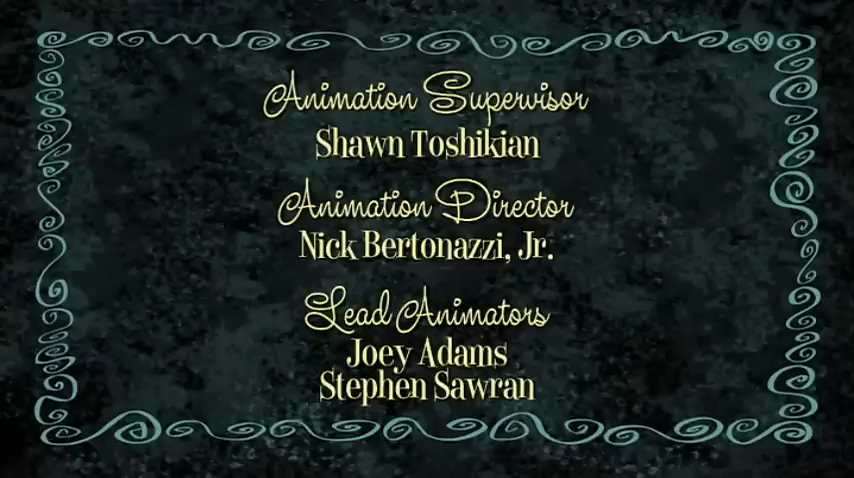 Animation Supervisor
Shawn Toshikian
Animation Director
Nick Bertonazzi, Jr.
Lead Animators
Joey Adams
Stephen Sawran